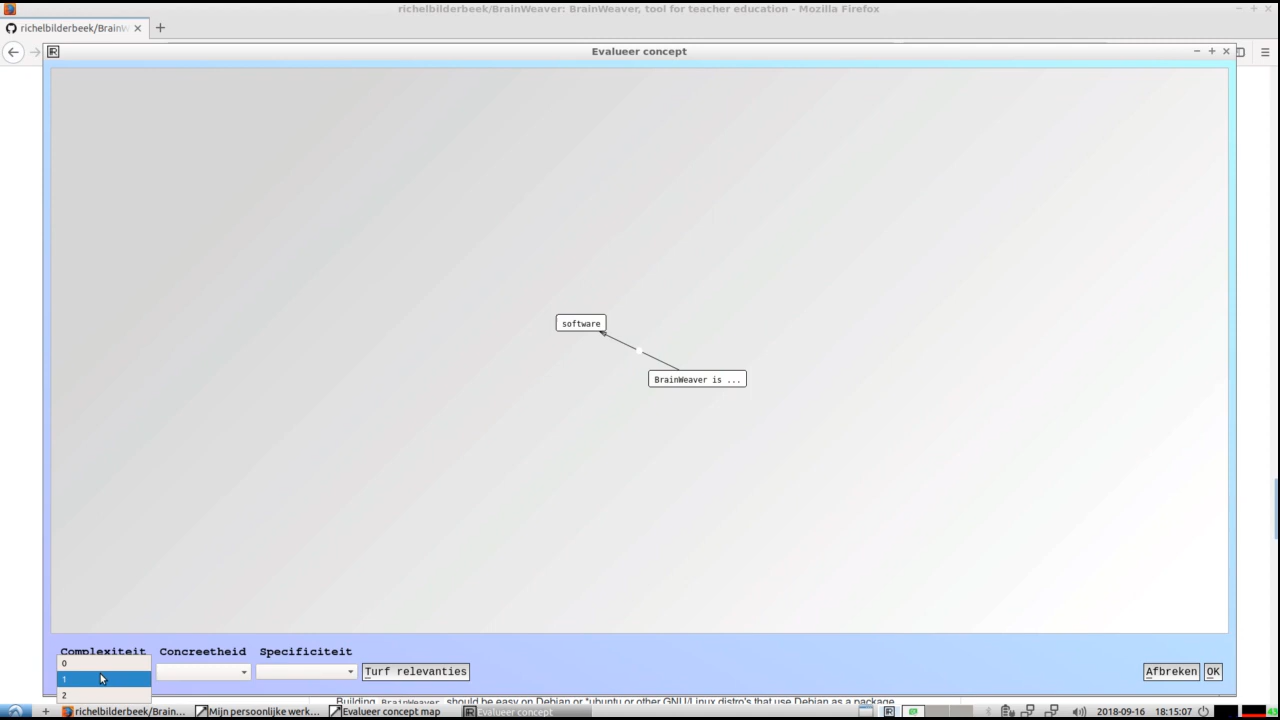 richelbilderbeek/BrainWeaver: BrainWeaver, tool for teacher education - Mozilla Firefox
richelbilderbeek/BrainW
Evalueer concept
software
BrainWeaver is ...
Complexiteit Concreetheid Specificiteit
0
1
2
Turf relevanties
Afbreken OK
Building BrainWeaver should be easy on Debian or *ubuntu or other GNU/Linux distro's that use Debian as a package
richelbilderbeek/Brain...
Mijn persoonlijke werk...
Evalueer concept map
Evalueer concept
2018-09-16 18:15:07